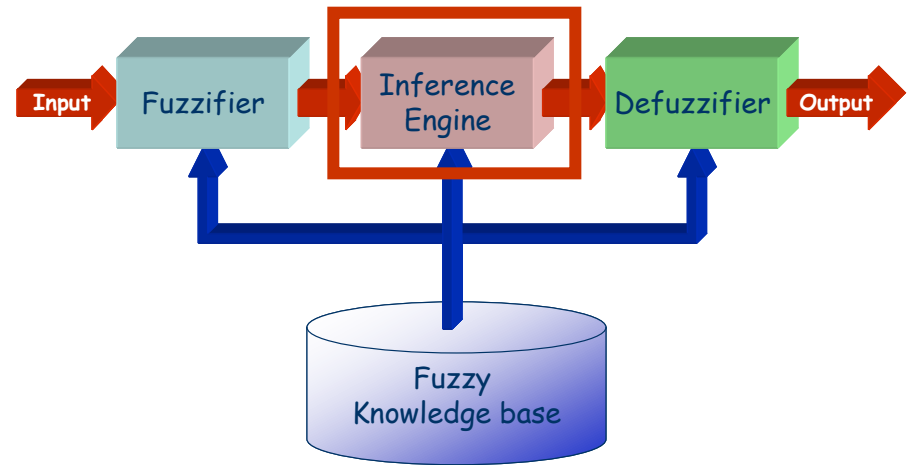 Input
Fuzzifier
Inference
Engine
Defuzzifier
Output
Fuzzy
Knowledge base